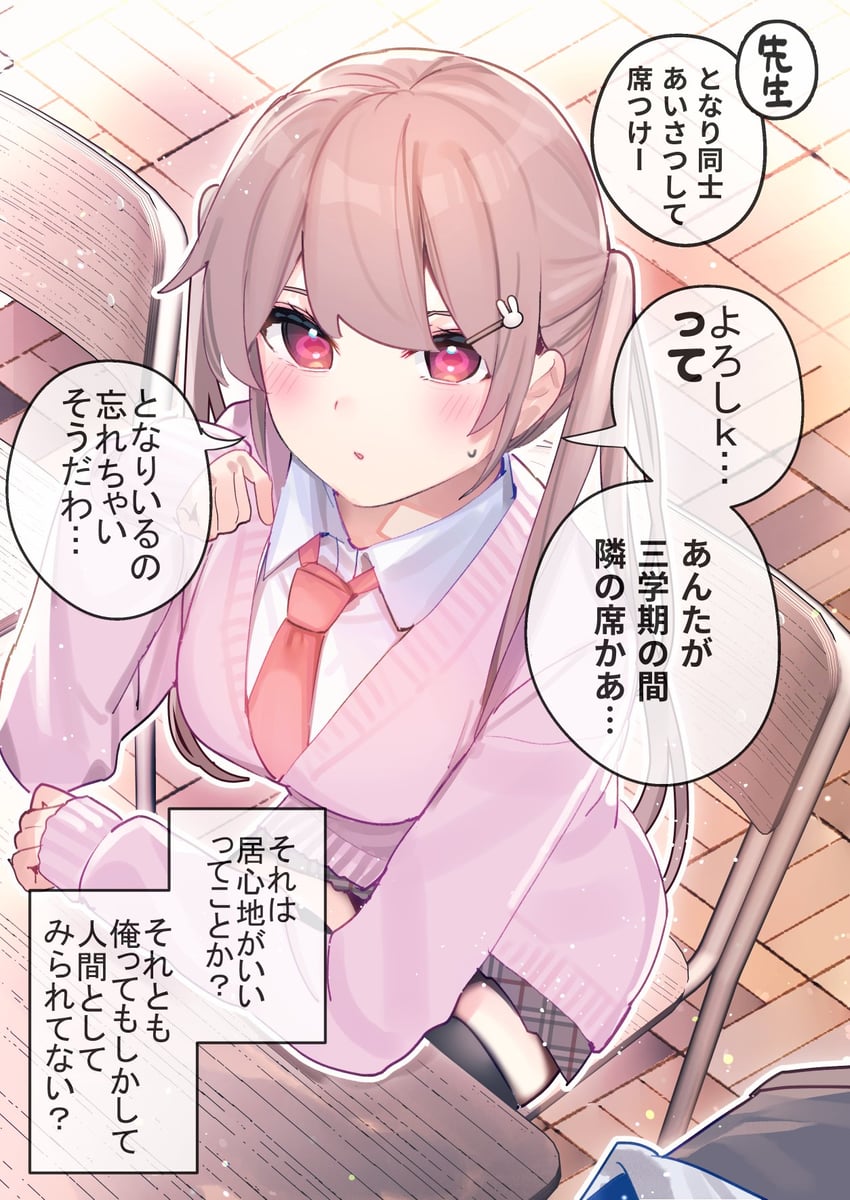 先生
となり同士
あいさつして
席つけー
よろしｋ…
って
あんたが
三学期の間
隣の席かぁ…
となりいるの
忘れちゃい
そうだわ…
それは
居心地がいい
ってことか？
それとも
俺ってもしかして
人間として
みられてない？